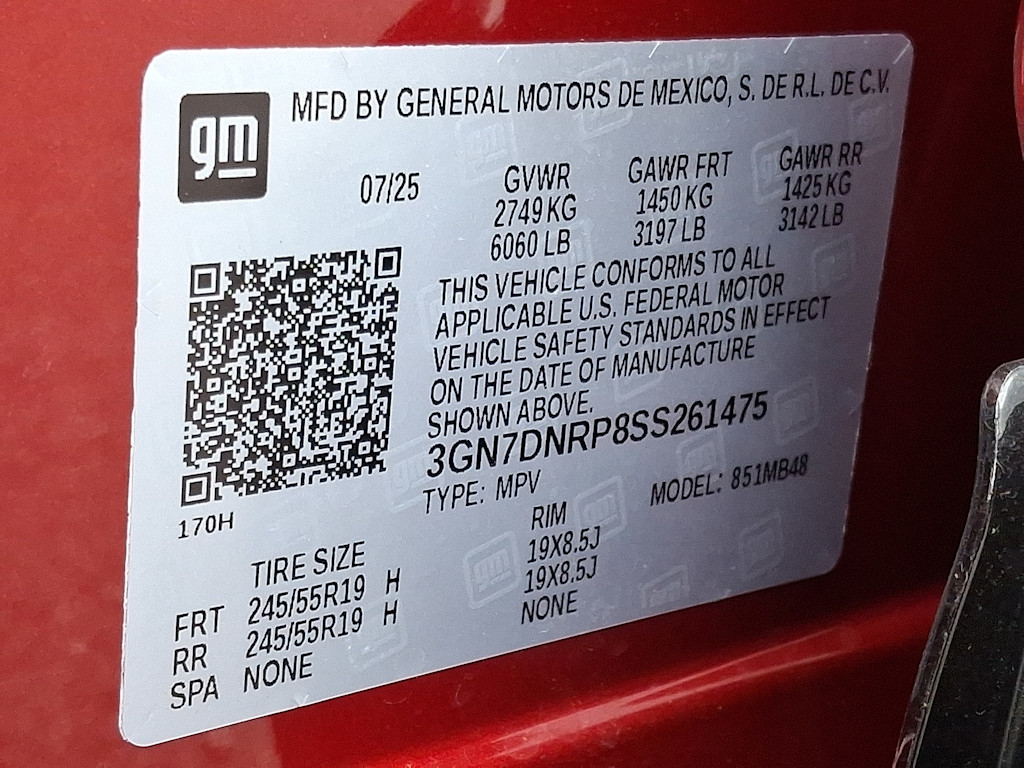 gm
MFD BY GENERAL MOTORS DE MEXICO, S. DE R.L. DE C.V.
07/25 GVWR GAWR FRT GAWR RR
2749 KG 1450 KG 1425 KG
6060 LB 3197 LB 3142 LB
THIS VEHICLE CONFORMS TO ALL
APPLICABLE U.S. FEDERAL MOTOR
VEHICLE SAFETY STANDARDS IN EFFECT
ON THE DATE OF MANUFACTURE
SHOWN ABOVE.
3GN7DNRP8SS261475
TYPE: MPV MODEL: 851MB48
170H
TIRE SIZE RIM
FRT 245/55R19 H 19X8.5J
RR 245/55R19 H 19X8.5J
SPA NONE NONE